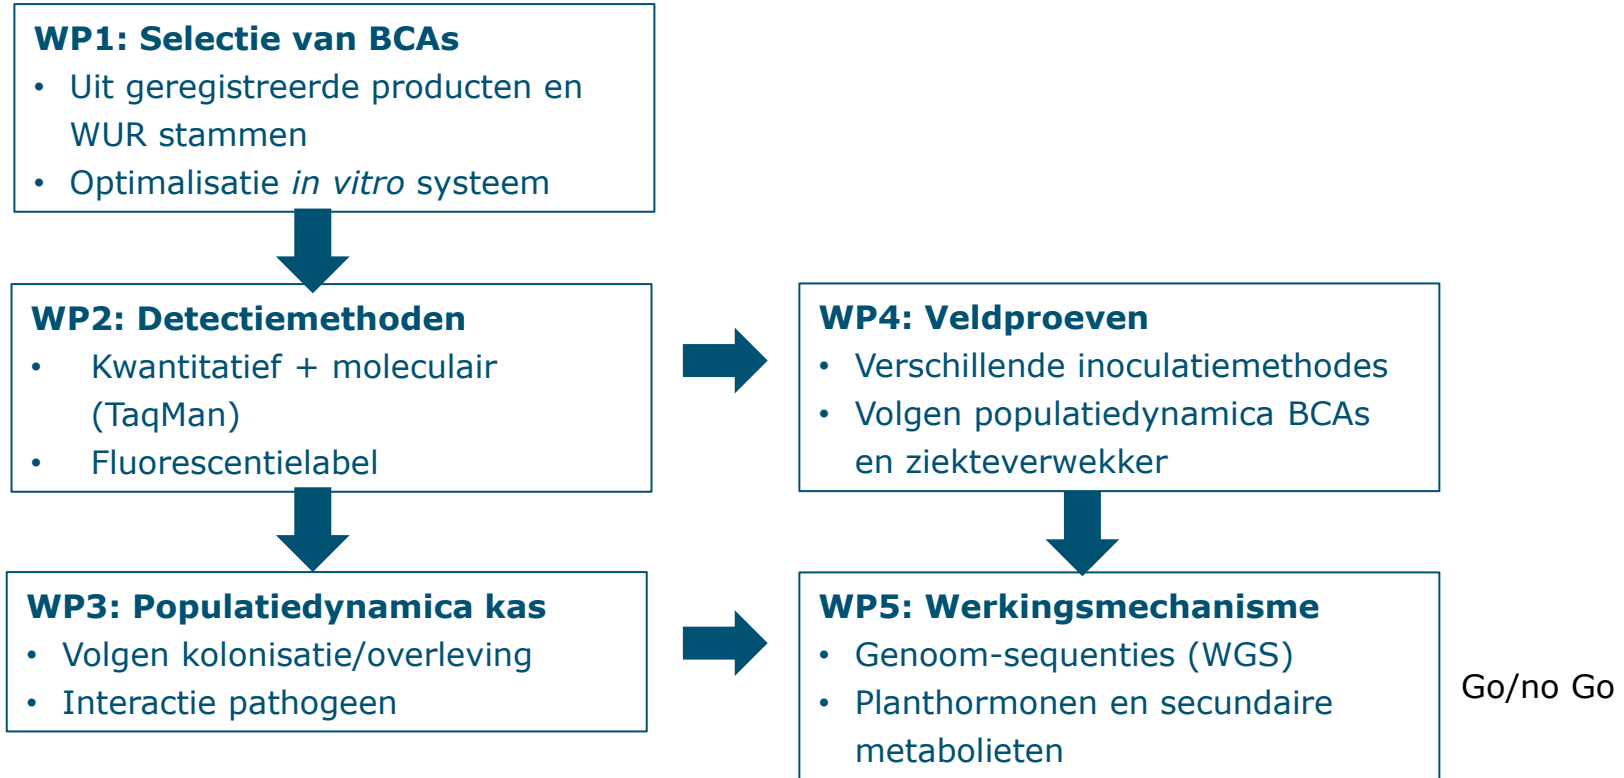 WP1: Selectie van BCAs
• Uit geregistreerde producten en
WUR stammen
• Optimalisatie in vitro systeem
WP2: Detectiemethoden
• Kwantitatief + moleculair
(TaqMan)
• Fluorescentielabel
WP3: Populatiedynamica kas
• Volgen kolonisatie/overleving
• Interactie pathogeen
WP4: Veldproeven
• Verschillende inoculatiemethodes
• Volgen populatiedynamica BCAs
en ziekteverwekker
WP5: Werkingsmechanisme
• Genoom-sequenties (WGS)
• Planthormonen en secundaire
metabolieten
Go/no Go